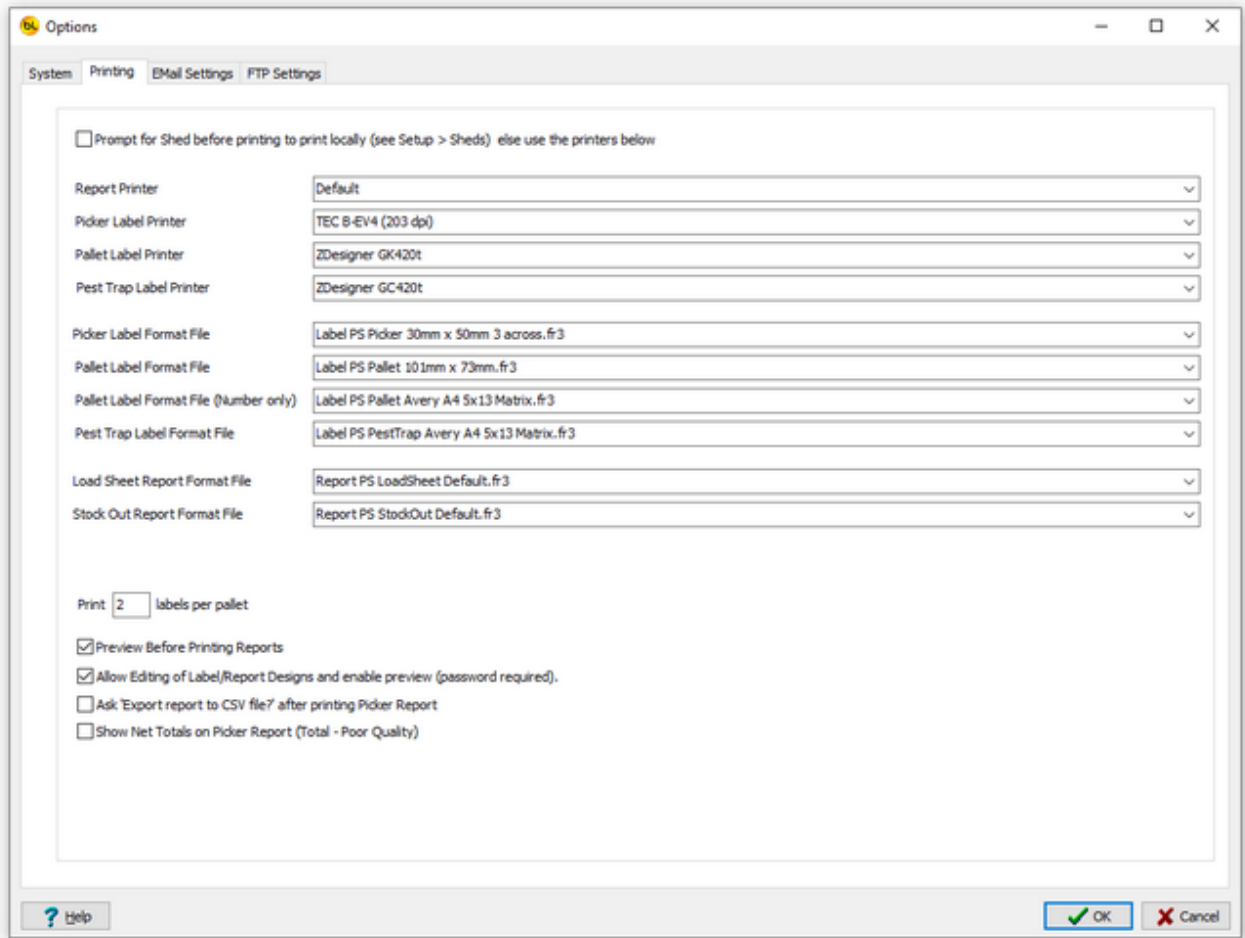 bL Options
System Printing EMail Settings FTP Settings
Prompt for Shed before printing to print locally (see Setup > Sheds) else use the printers below
Report Printer Default
Picker Label Printer TEC B-EV4 (203 dpi)
Pallet Label Printer ZDesigner GK420t
Pest Trap Label Printer ZDesigner GC420t
Picker Label Format File Label PS Picker 30mm x 50mm 3 across.fr3
Pallet Label Format File Label PS Pallet 101mm x 73mm.fr3
Pallet Label Format File (Number only) Label PS Pallet Avery A4 5x13 Matrix.fr3
Pest Trap Label Format File Label PS PestTrap Avery A4 5x13 Matrix.fr3
Load Sheet Report Format File Report PS LoadSheet Default.fr3
Stock Out Report Format File Report PS StockOut Default.fr3
Print 2 labels per pallet
Preview Before Printing Reports
Allow Editing of Label/Report Designs and enable preview (password required).
Ask 'Export report to CSV file?' after printing Picker Report
Show Net Totals on Picker Report (Total - Poor Quality)
? Help OK Cancel